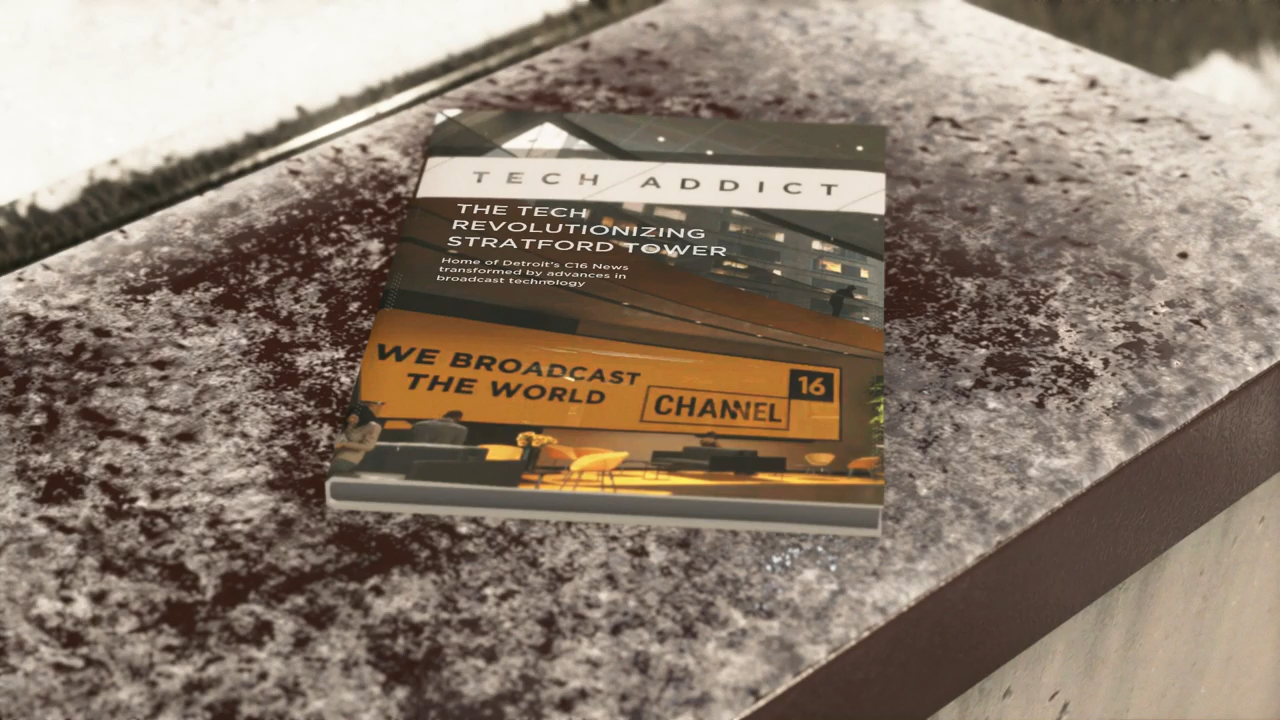 TECH ADDICT
THE TECH
REVOLUTIONIZING
STRATFORD TOWER
Home of Detroit's C16 News
transformed by advances in
broadcast technology
WE BROADCAST
THE WORLD
CHANNEL
16